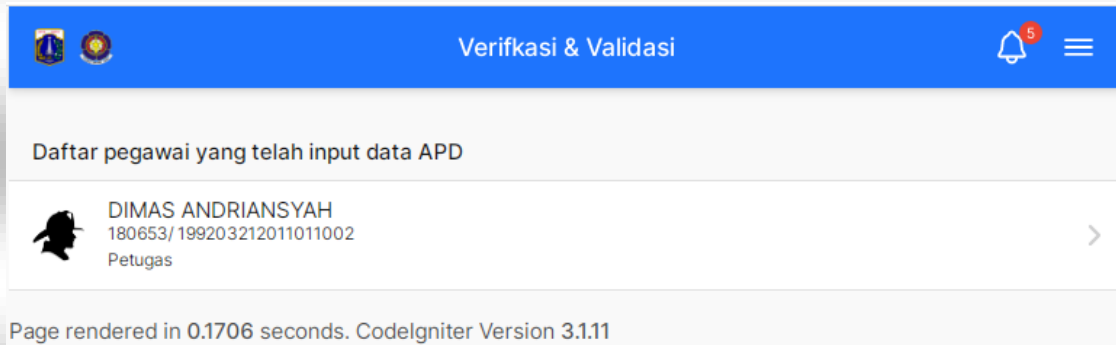 Verifkasi & Validasi
5
Daftar pegawai yang telah input data APD
DIMAS ANDRIANSYAH
180653/199203212011011002
Petugas
Page rendered in 0.1706 seconds. CodeIgniter Version 3.1.11